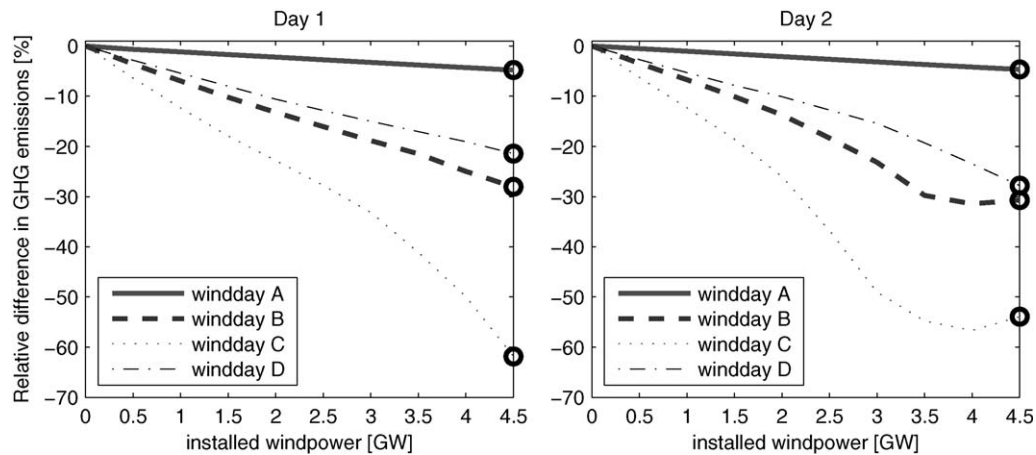 Day 1
Relative difference in GHG emissions [%]
0
−10
−20
−30
−40
−50
−60
−70
windday A
windday B
windday C
windday D
0 0.5 1 1.5 2 2.5 3 3.5 4 4.5
installed windpower [GW]
Day 2
0
−10
−20
−30
−40
−50
−60
−70
windday A
windday B
windday C
windday D
0 0.5 1 1.5 2 2.5 3 3.5 4 4.5
installed windpower [GW]